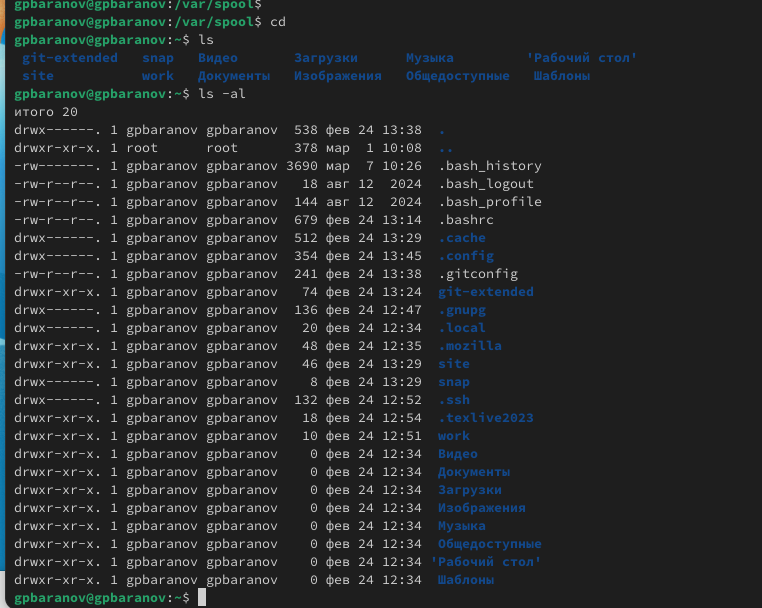 gpbaranov@gpbaranov:/var/spool$
gpbaranov@gpbaranov:/var/spool$ cd
gpbaranov@gpbaranov:~$ ls
git-extended snap Видео Загрузки Музыка 'Рабочий стол'
site work Документы Изображения Общедоступные Шаблоны
gpbaranov@gpbaranov:~$ ls -al
итого 20
drwx------. 1 gpbaranov gpbaranov 538 фев 24 13:38 .
drwxr-xr-x. 1 root root 378 мар 1 10:08 ..
-rw-------. 1 gpbaranov gpbaranov 3690 мар 7 10:26 .bash_history
-rw-r--r--. 1 gpbaranov gpbaranov 18 авг 12 2024 .bash_logout
-rw-r--r--. 1 gpbaranov gpbaranov 144 авг 12 2024 .bash_profile
-rw-r--r--. 1 gpbaranov gpbaranov 679 фев 24 13:14 .bashrc
drwx------. 1 gpbaranov gpbaranov 512 фев 24 13:29 .cache
drwx------. 1 gpbaranov gpbaranov 354 фев 24 13:45 .config
-rw-r--r--. 1 gpbaranov gpbaranov 241 фев 24 13:38 .gitconfig
drwxr-xr-x. 1 gpbaranov gpbaranov 74 фев 24 13:24 git-extended
drwx------. 1 gpbaranov gpbaranov 136 фев 24 12:47 .gnupg
drwx------. 1 gpbaranov gpbaranov 20 фев 24 12:34 .local
drwxr-xr-x. 1 gpbaranov gpbaranov 48 фев 24 12:35 .mozilla
drwxr-xr-x. 1 gpbaranov gpbaranov 46 фев 24 13:29 site
drwx------. 1 gpbaranov gpbaranov 8 фев 24 13:29 snap
drwx------. 1 gpbaranov gpbaranov 132 фев 24 12:52 .ssh
drwxr-xr-x. 1 gpbaranov gpbaranov 18 фев 24 12:54 .texlive2023
drwxr-xr-x. 1 gpbaranov gpbaranov 10 фев 24 12:51 work
drwxr-xr-x. 1 gpbaranov gpbaranov 0 фев 24 12:34 Видео
drwxr-xr-x. 1 gpbaranov gpbaranov 0 фев 24 12:34 Документы
drwxr-xr-x. 1 gpbaranov gpbaranov 0 фев 24 12:34 Загрузки
drwxr-xr-x. 1 gpbaranov gpbaranov 0 фев 24 12:34 Изображения
drwxr-xr-x. 1 gpbaranov gpbaranov 0 фев 24 12:34 Музыка
drwxr-xr-x. 1 gpbaranov gpbaranov 0 фев 24 12:34 Общедоступные
drwxr-xr-x. 1 gpbaranov gpbaranov 0 фев 24 12:34 'Рабочий стол'
drwxr-xr-x. 1 gpbaranov gpbaranov 0 фев 24 12:34 Шаблоны
gpbaranov@gpbaranov:~$